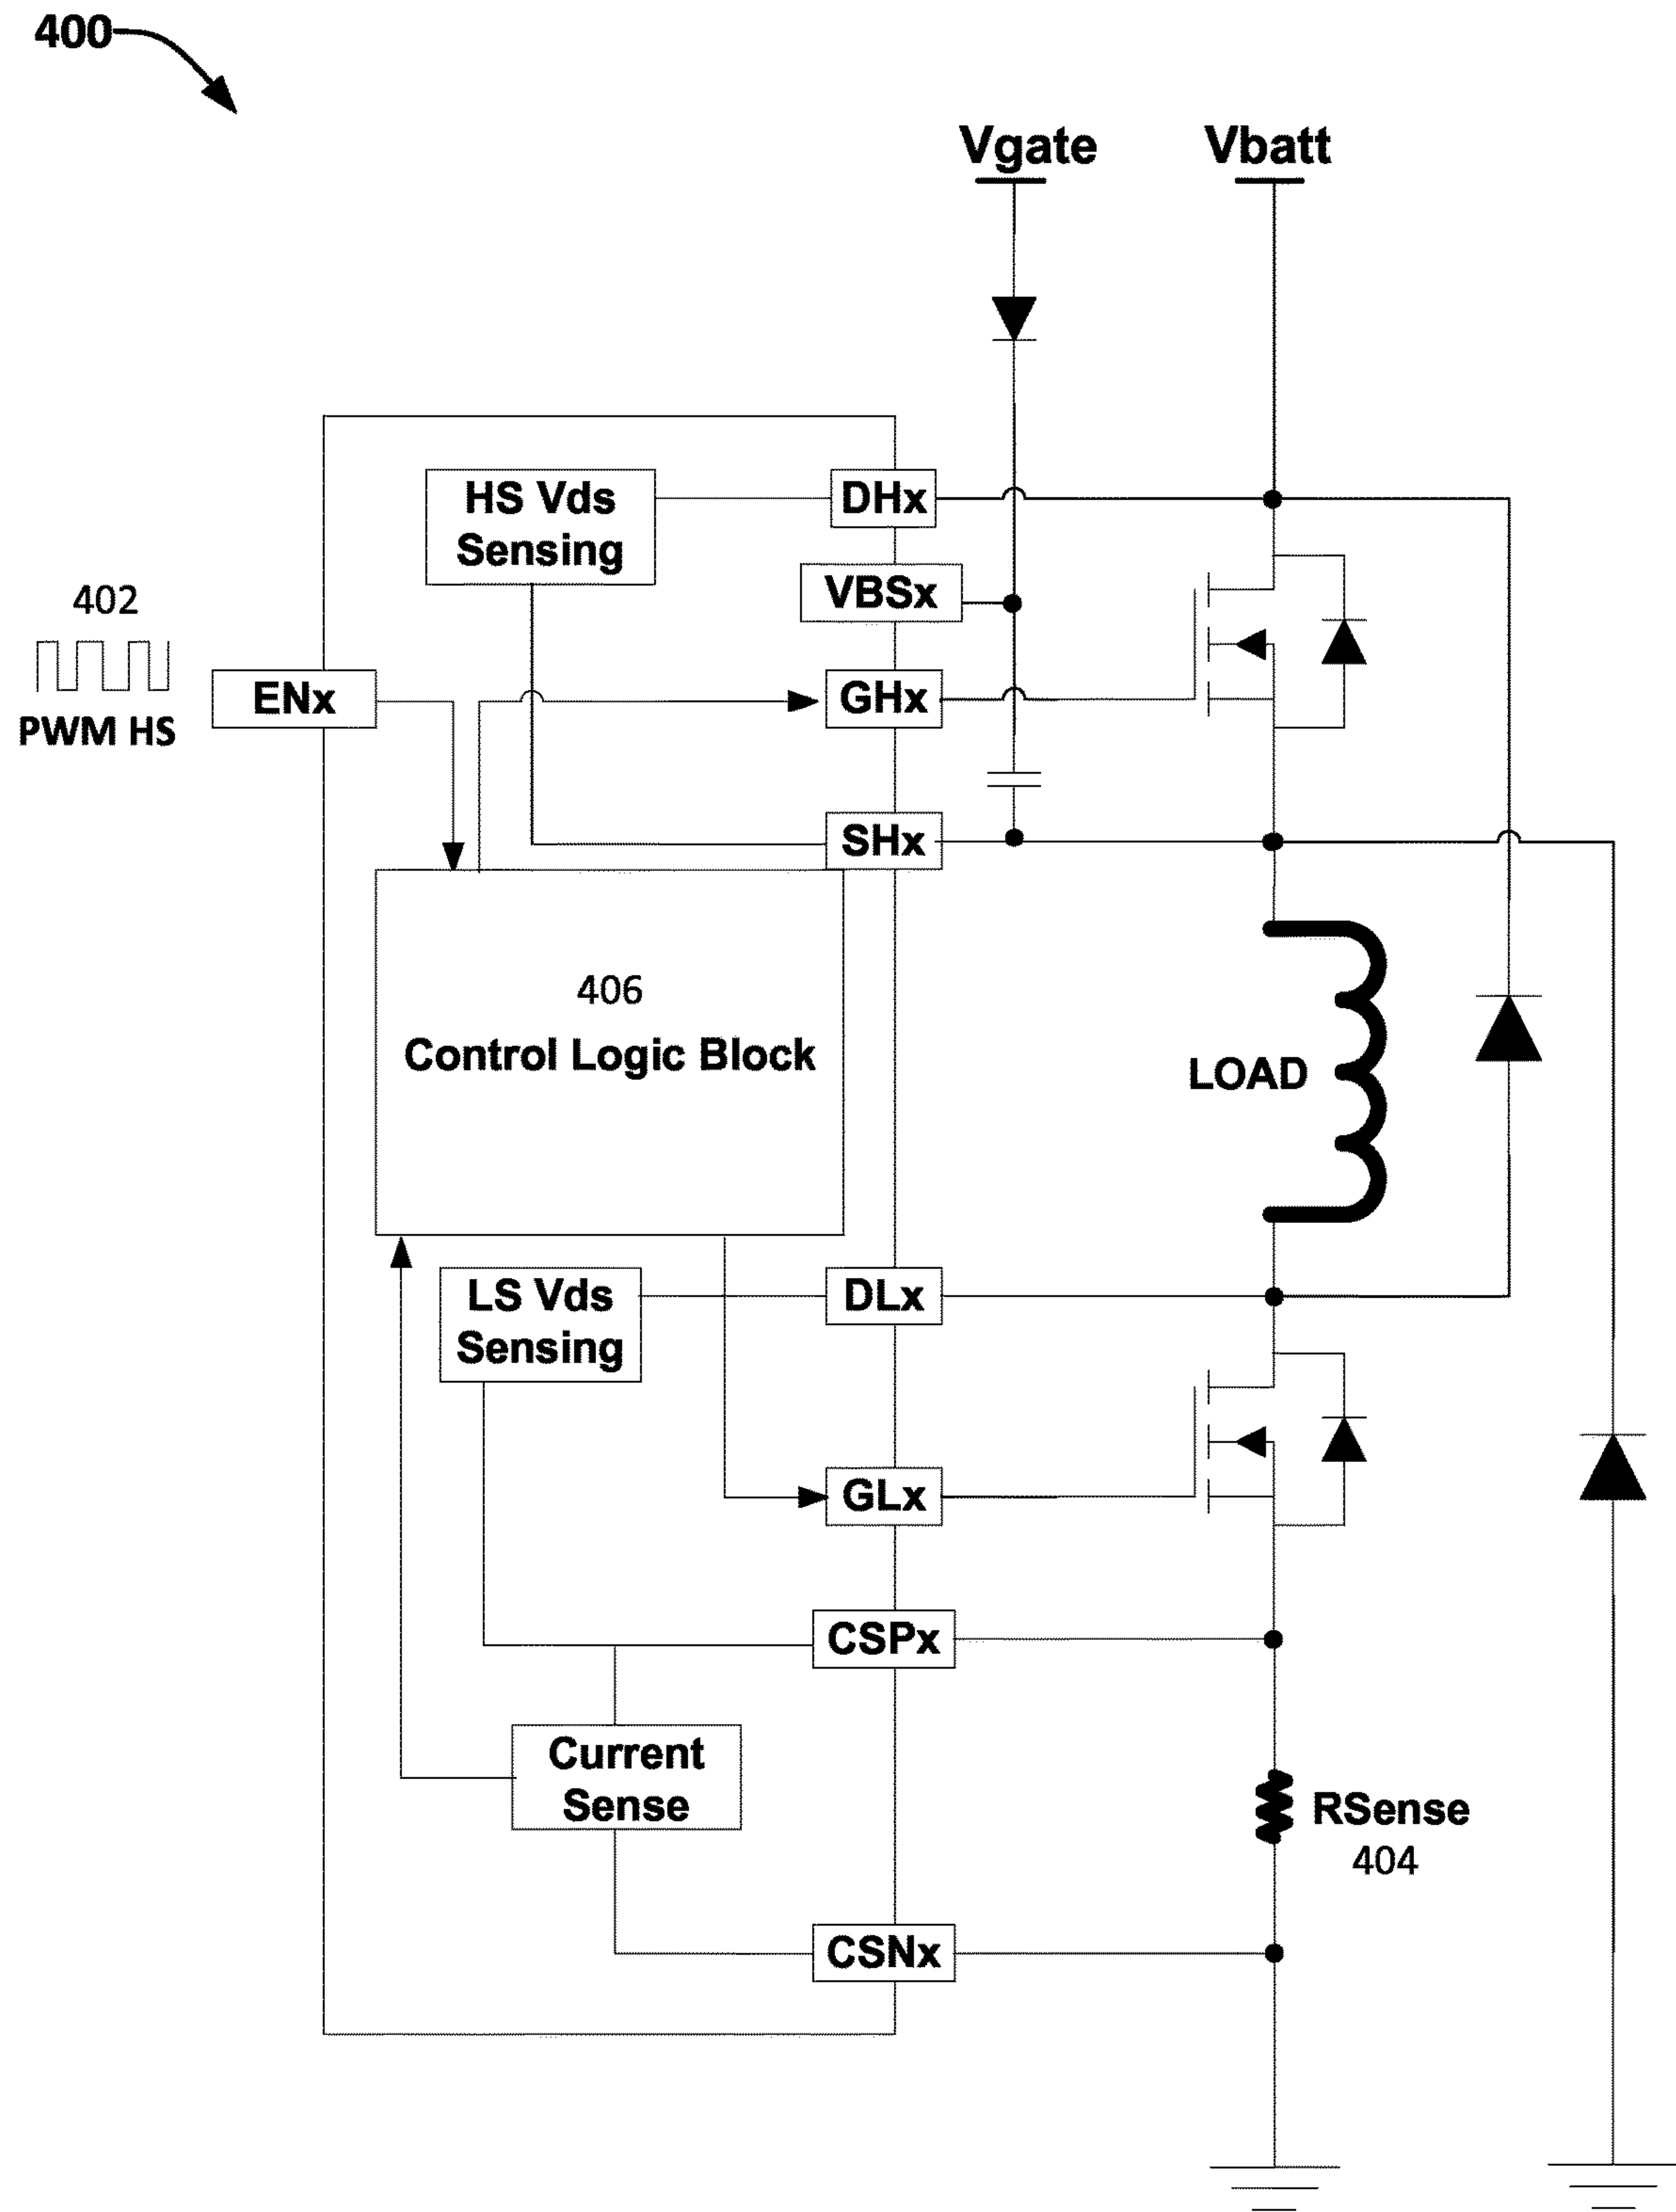 400
Vgate
Vbatt
HS Vds
Sensing
DHx
VBSx
402
PWM HS
ENx
GHx
SHx
406
Control Logic Block
LOAD
LS Vds
Sensing
DLx
GLx
CSPx
Current
Sense
RSense
404
CSNx